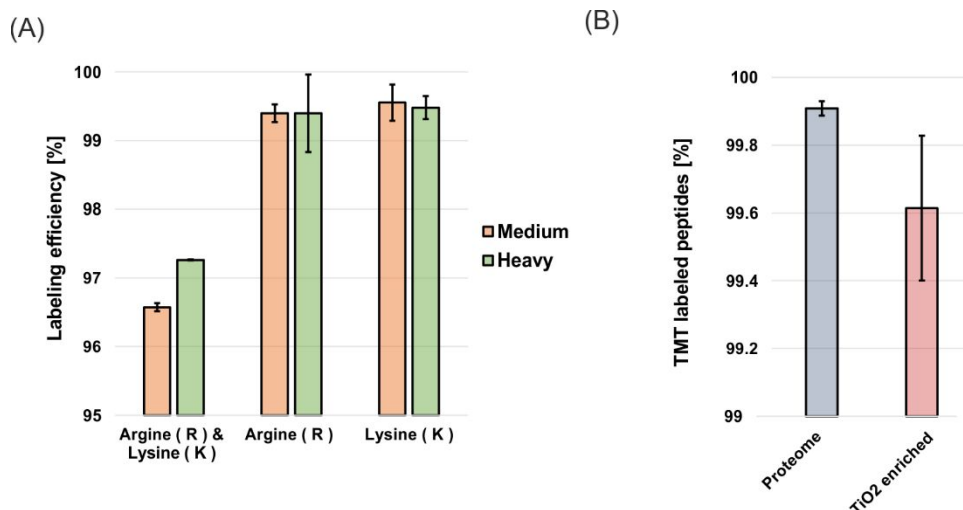 (A)
Labeling efficiency [%]
100
99
98
97
96
95
Argine ( R ) &
Lysine ( K )
Argine ( R )
Lysine ( K )
Medium
Heavy
(B)
TMT labeled peptides [%]
100
99.8
99.6
99.4
99.2
99
Proteome
TiO2 enriched